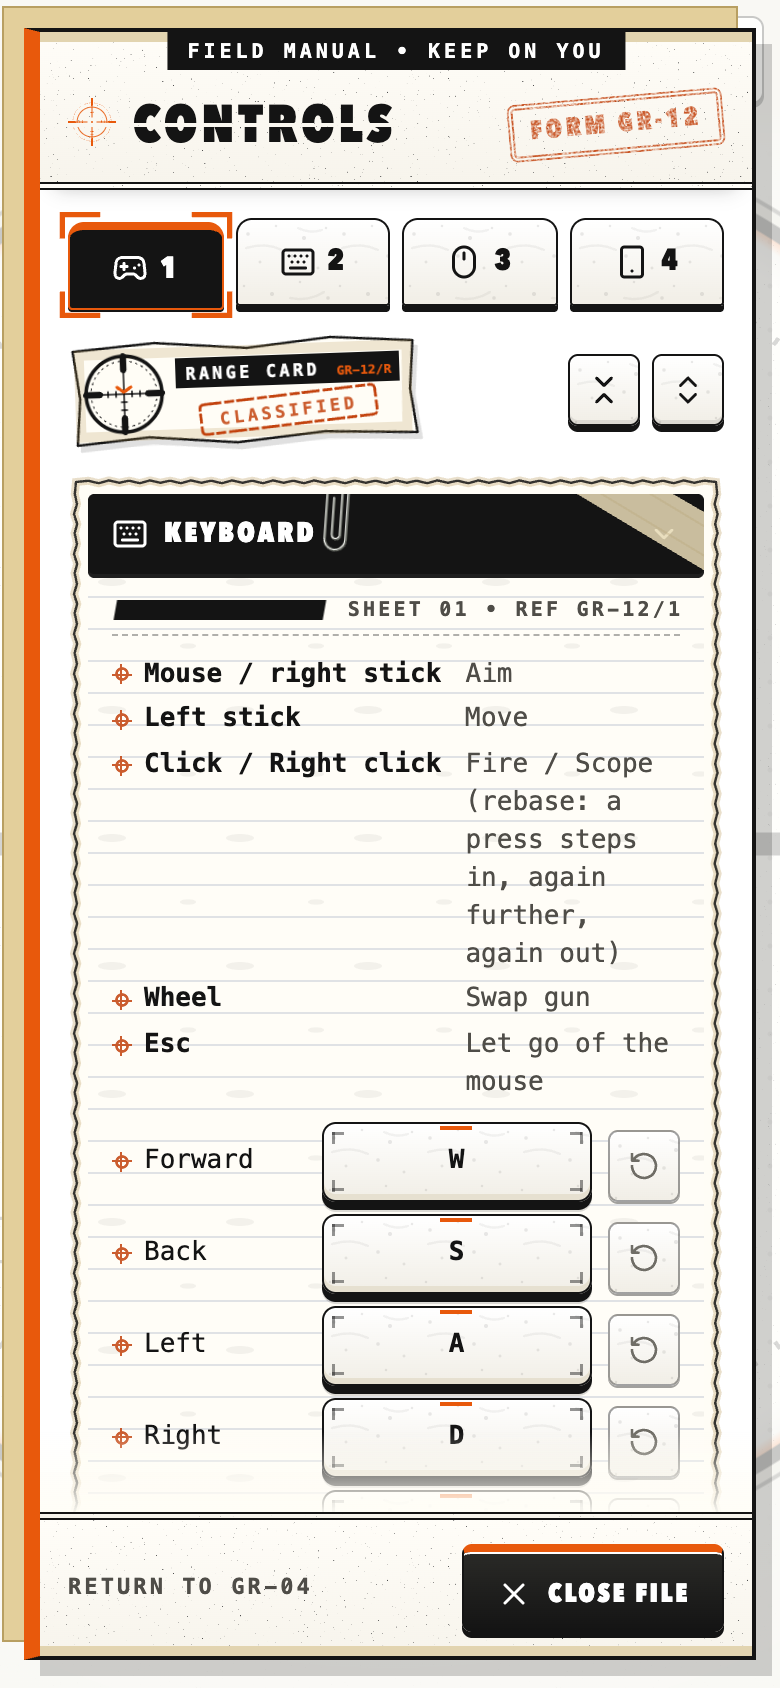 FIELD MANUAL • KEEP ON YOU
CONTROLS
FORM GR-12
1
2
3
4
RANGE CARD GR—12/R
CLASSIFIED
KEYBOARD
SHEET 01 • REF GR—12/1
Mouse / right stick Aim
Left stick Move
Click / Right click Fire / Scope
(rebase: a
press steps
in, again
further,
again out)
Wheel Swap gun
Esc Let go of the
mouse
Forward W
Back S
Left A
Right D
RETURN TO GR—04
CLOSE FILE